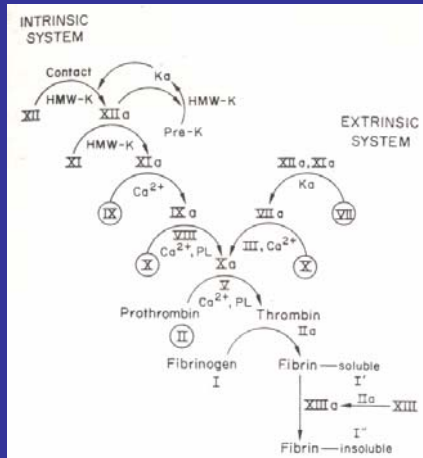 INTRINSIC
SYSTEM
Contact
Ka
HMW-K
HMW-K
XII
XIIa
Pre-K
EXTRINSIC
SYSTEM
XI
HMW-K
XIa
XIIa, XIa
Ca2+
Ka
IX
IXa
VIIa
VII
VIII
Ca2+, PL
III, Ca2+
X
Xa
X
V
Ca2+, PL
Prothrombin
Thrombin
II
IIa
Fibrinogen
Fibrin — soluble
I
I'
XIIIa
IIa
XIII
I''
Fibrin — insoluble